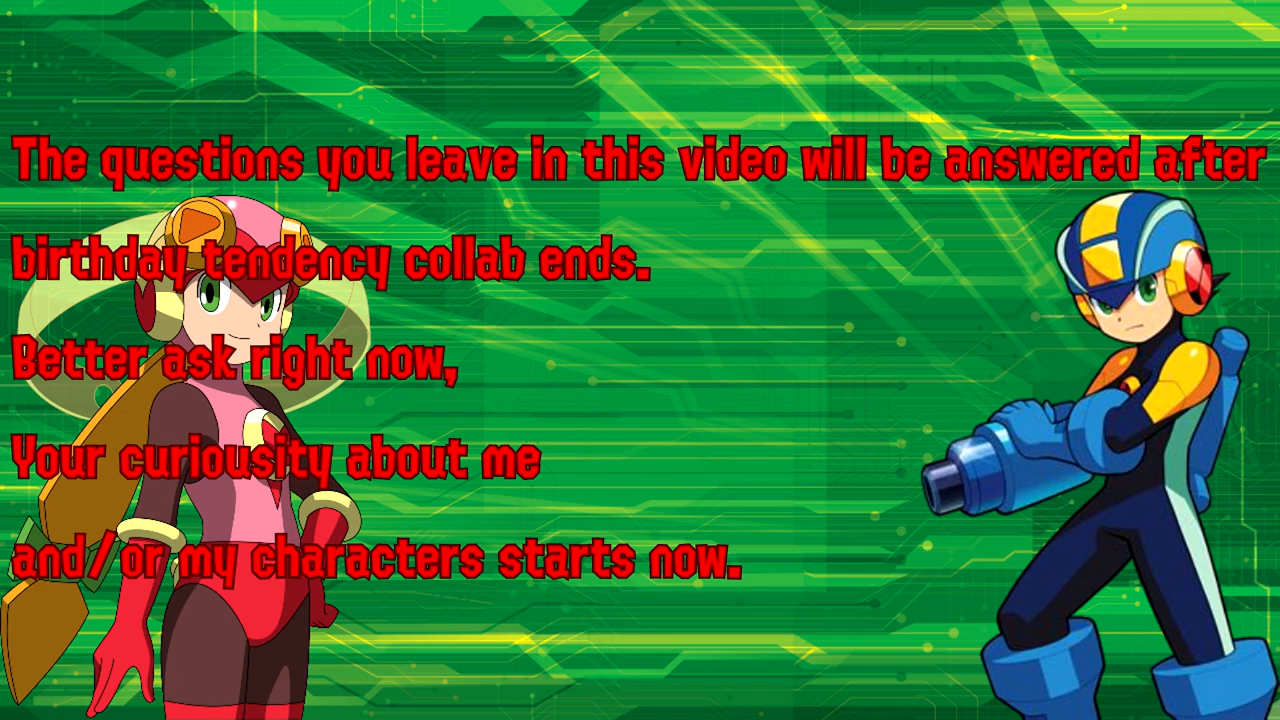 The questions you leave in this video will be answered after
birthday tendency collab ends.
Better ask right now,
Your curiousity about me
and/or my characters starts now.